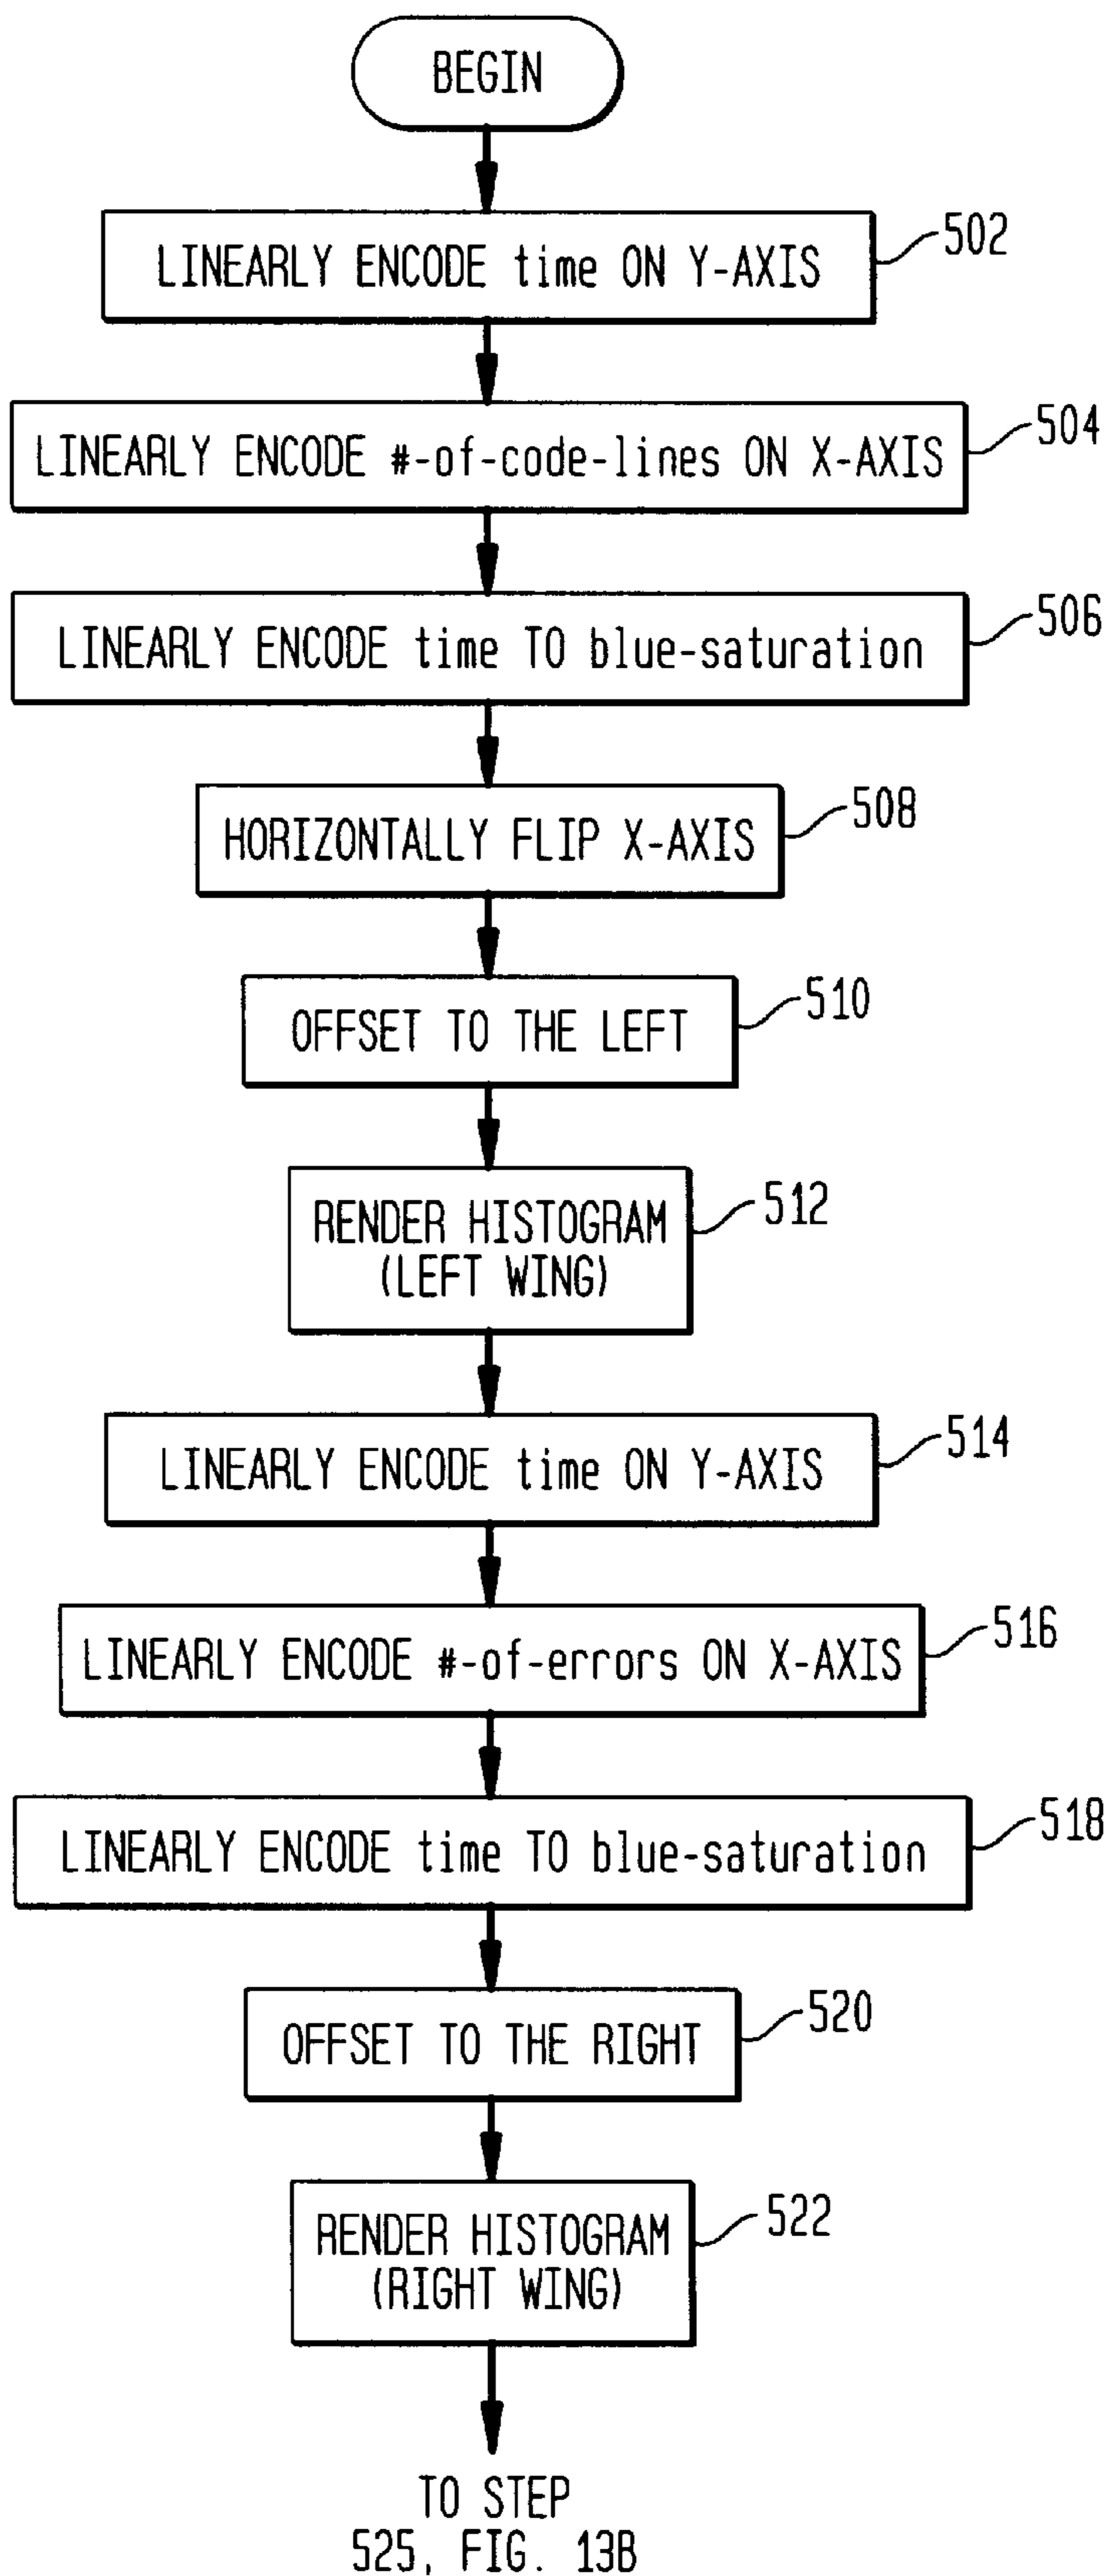 BEGIN
LINEARLY ENCODE time ON Y-AXIS
502
LINEARLY ENCODE #-of-code-lines ON X-AXIS
504
LINEARLY ENCODE time TO blue-saturation
506
HORIZONTALLY FLIP X-AXIS
508
OFFSET TO THE LEFT
510
RENDER HISTOGRAM
(LEFT WING)
512
LINEARLY ENCODE time ON Y-AXIS
514
LINEARLY ENCODE #-of-errors ON X-AXIS
516
LINEARLY ENCODE time TO blue-saturation
518
OFFSET TO THE RIGHT
520
RENDER HISTOGRAM
(RIGHT WING)
522
TO STEP
525, FIG. 13B